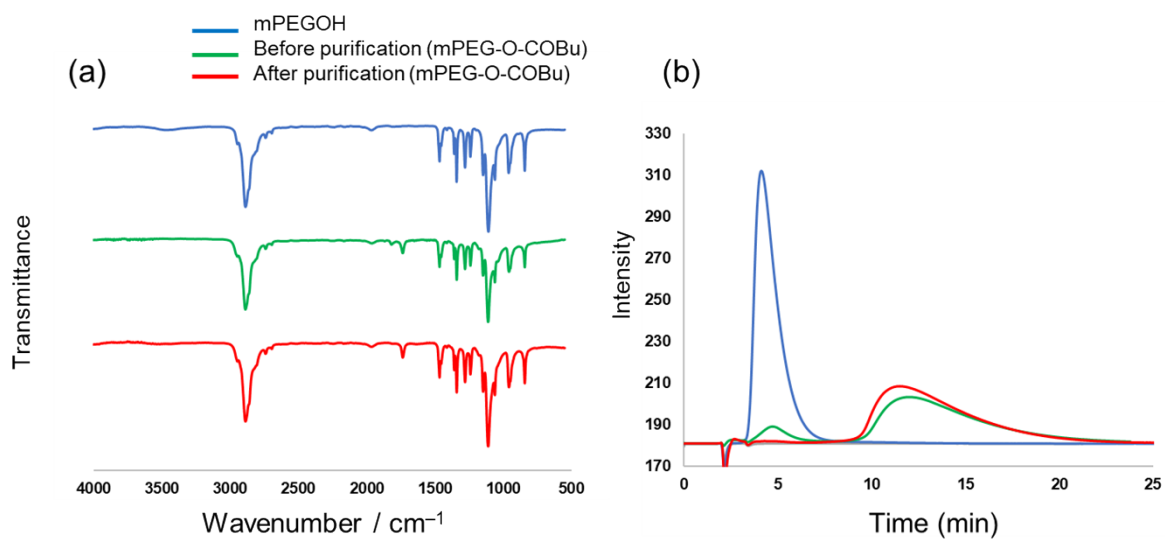 mPEGOH
Before purification (mPEG-O-COBu)
After purification (mPEG-O-COBu)
(a)
Transmittance
4000 3500 3000 2500 2000 1500 1000 500
Wavenumber / cm⁻¹
(b)
Intensity
330
310
290
270
250
230
210
190
170
0 5 10 15 20 25
Time (min)